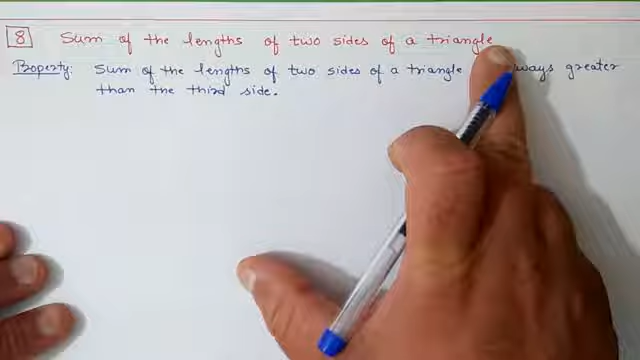 8 Sum of the lengths of two sides of a triangle
Property: Sum of the lengths of two sides of a triangle greater
than the third side.